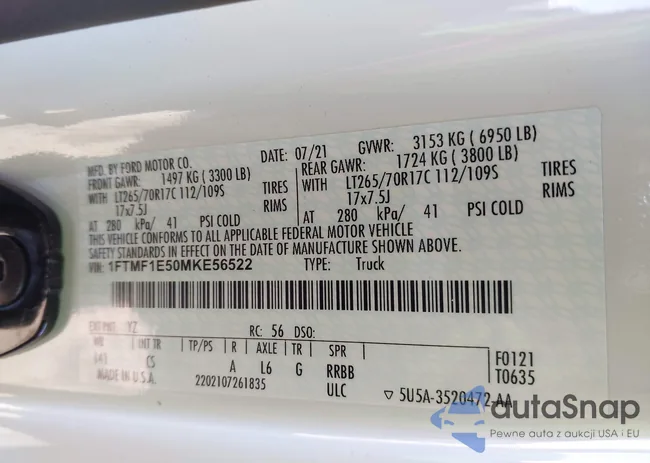 MFD. BY FORD MOTOR CO.
DATE: 07/21 GVWR: 3153 KG ( 6950 LB)
FRONT GAWR: 1497 KG ( 3300 LB)
REAR GAWR: 1724 KG ( 3800 LB)
WITH LT265/70R17C 112/109S TIRES
WITH LT265/70R17C 112/109S TIRES
17x7.5J RIMS
17x7.5J RIMS
AT 280 kPa/ 41 PSI COLD
AT 280 kPa/ 41 PSI COLD
THIS VEHICLE CONFORMS TO ALL APPLICABLE FEDERAL MOTOR VEHICLE
SAFETY STANDARDS IN EFFECT ON THE DATE OF MANUFACTURE SHOWN ABOVE.
VIN: 1FTMF1E50MKE56522 TYPE: Truck
EXT PNT: YZ RC: 56 DSO:
WB INT TR TP/PS R AXLE TR SPR
CS A L6 G RRBB
F0121
T0635
MADE IN U.S.A. 2202107261835 ULC
▽ 5U5A-3520472-AA
autoSnap
Pewne auta z aukcji USA i EU